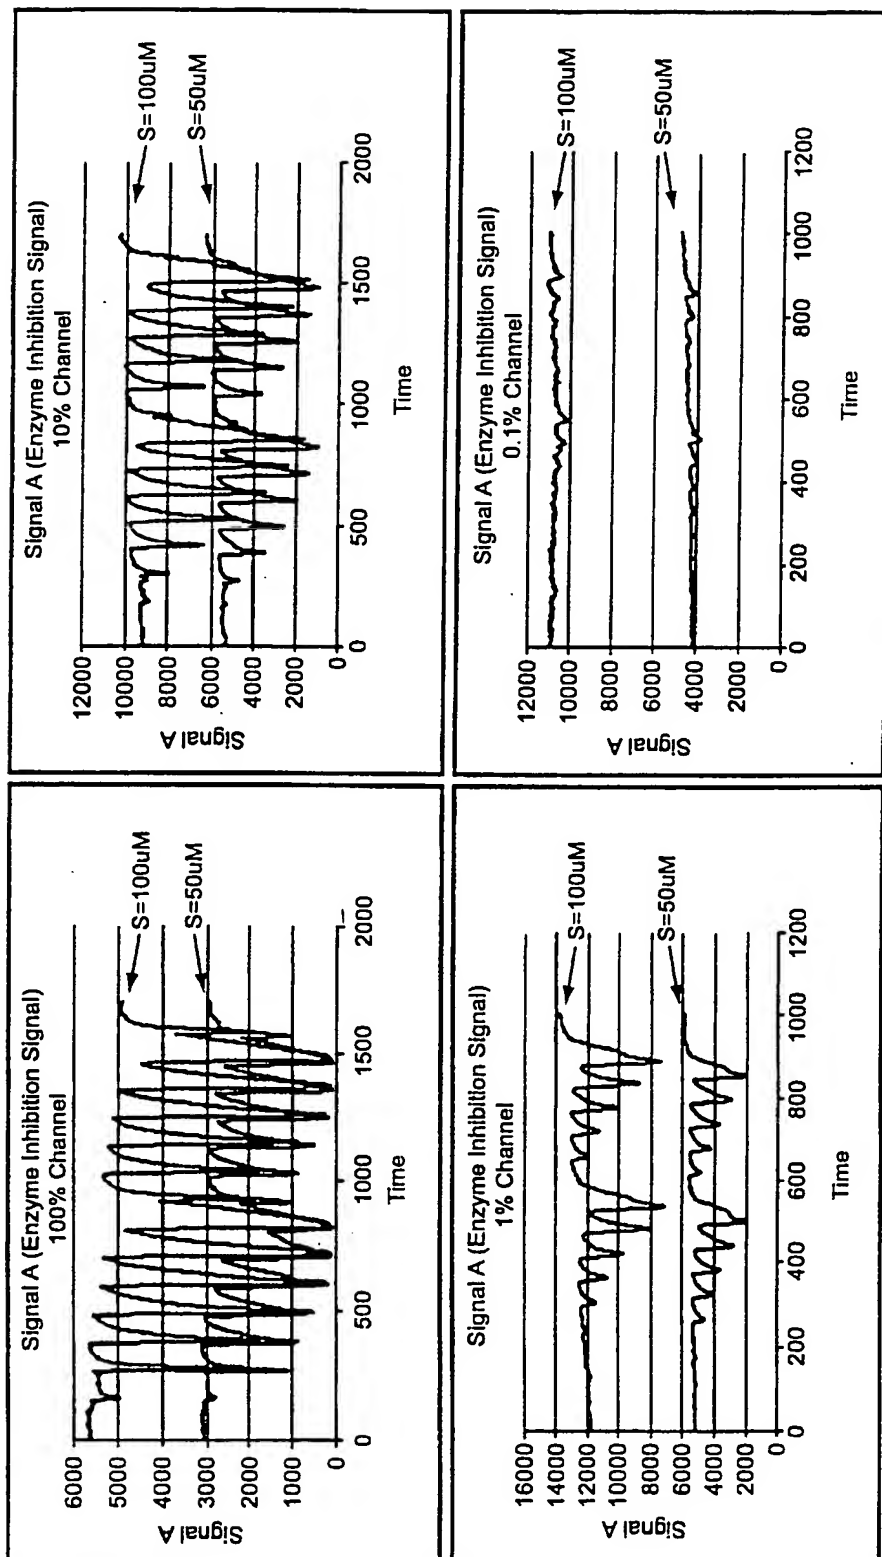 Signal A (Enzyme Inhibition Signal)
100% Channel
6000
5000
4000
3000
2000
1000
0
Signal A
S=100uM
S=50uM
0
500
1000
1500
2000
Time
Signal A (Enzyme Inhibition Signal)
10% Channel
12000
10000
8000
6000
4000
2000
0
Signal A
S=100uM
S=50uM
0
500
1000
1500
2000
Time
Signal A (Enzyme Inhibition Signal)
1% Channel
16000
14000
12000
10000
8000
6000
4000
2000
0
Signal A
S=100uM
S=50uM
0
200
400
600
800
1000
1200
Time
Signal A (Enzyme Inhibition Signal)
0.1% Channel
12000
10000
8000
6000
4000
2000
0
Signal A
S=100uM
S=50uM
0
200
400
600
800
1000
1200
Time